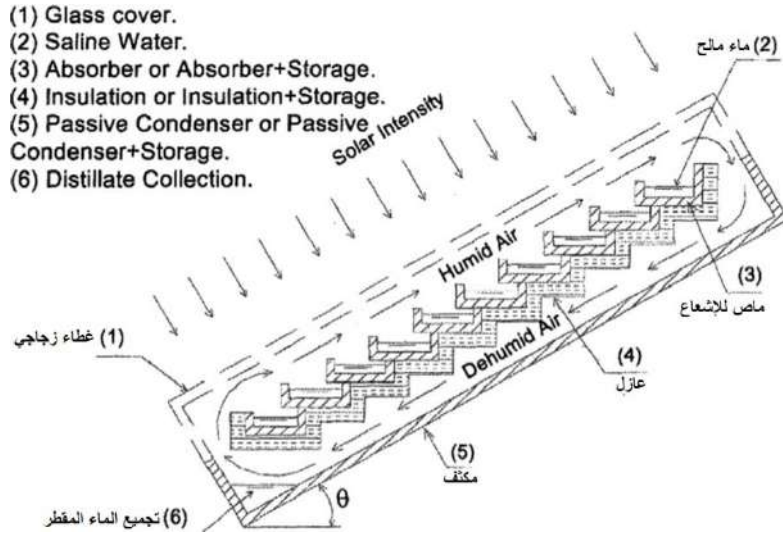 (1) Glass cover.
(2) Saline Water.
(3) Absorber or Absorber+Storage.
(4) Insulation or Insulation+Storage.
(5) Passive Condenser or Passive
Condenser+Storage.
(6) Distillate Collection.
Solar Intensity
(2) ماء مالح
Humid Air
(3)
ماص للإشعاع
Dehumid Air
(1) غطاء زجاجي
(4)
عازل
(5)
مكثف
θ
(6) تجميع الماء المقطر